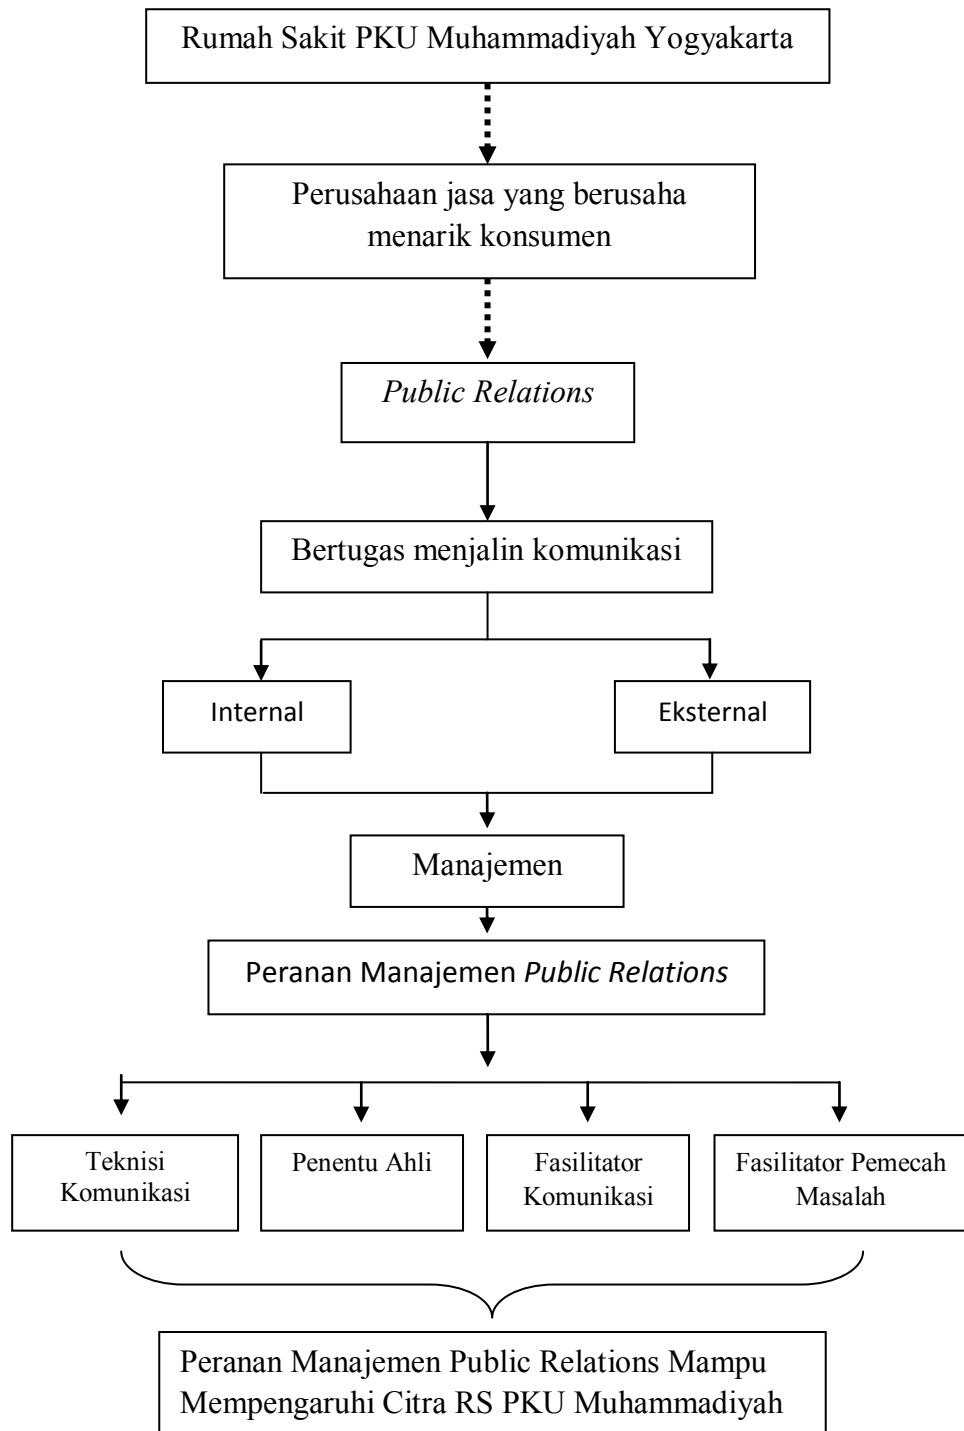 Rumah Sakit PKU Muhammadiyah Yogyakarta
Perusahaan jasa yang berusaha
menarik konsumen
Public Relations
Bertugas menjalin komunikasi
Internal
Eksternal
Manajemen
Peranan Manajemen Public Relations
Teknisi
Komunikasi
Penentu Ahli
Fasilitator
Komunikasi
Fasilitator Pemecah
Masalah
Peranan Manajemen Public Relations Mampu
Mempengaruhi Citra RS PKU Muhammadiyah